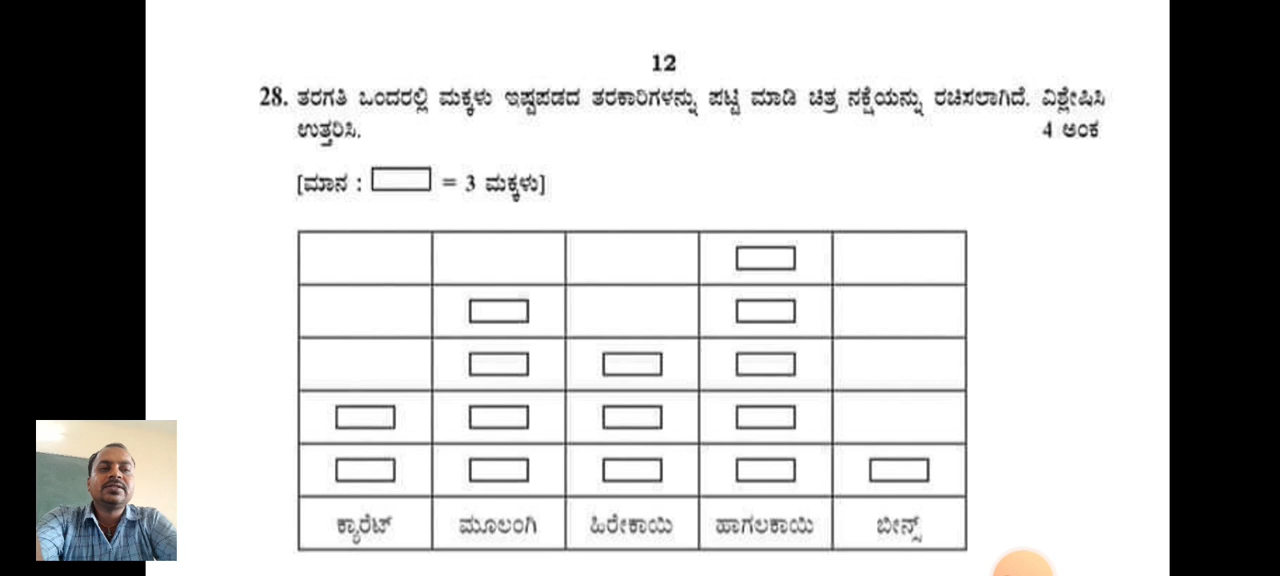 12
28. ತರಗತಿ ಒಂದರಲ್ಲಿ ಮಕ್ಕಳು ಇಷ್ಟಪಡದ ತರಕಾರಿಗಳನ್ನು ಪಟ್ಟಿ ಮಾಡಿ ಚಿತ್ರ ನಕ್ಷೆಯನ್ನು ರಚಿಸಲಾಗಿದೆ. ವಿಶ್ಲೇಷಿಸಿ
ಉತ್ತರಿಸಿ. 4 ಅಂಕ
[ಮಾನ : = 3 ಮಕ್ಕಳು]
ಕ್ಯಾರೆಟ್ ಮೂಲಂಗಿ ಹಿರೇಕಾಯಿ ಹಾಗಲಕಾಯಿ ಬೀನ್ಸ್